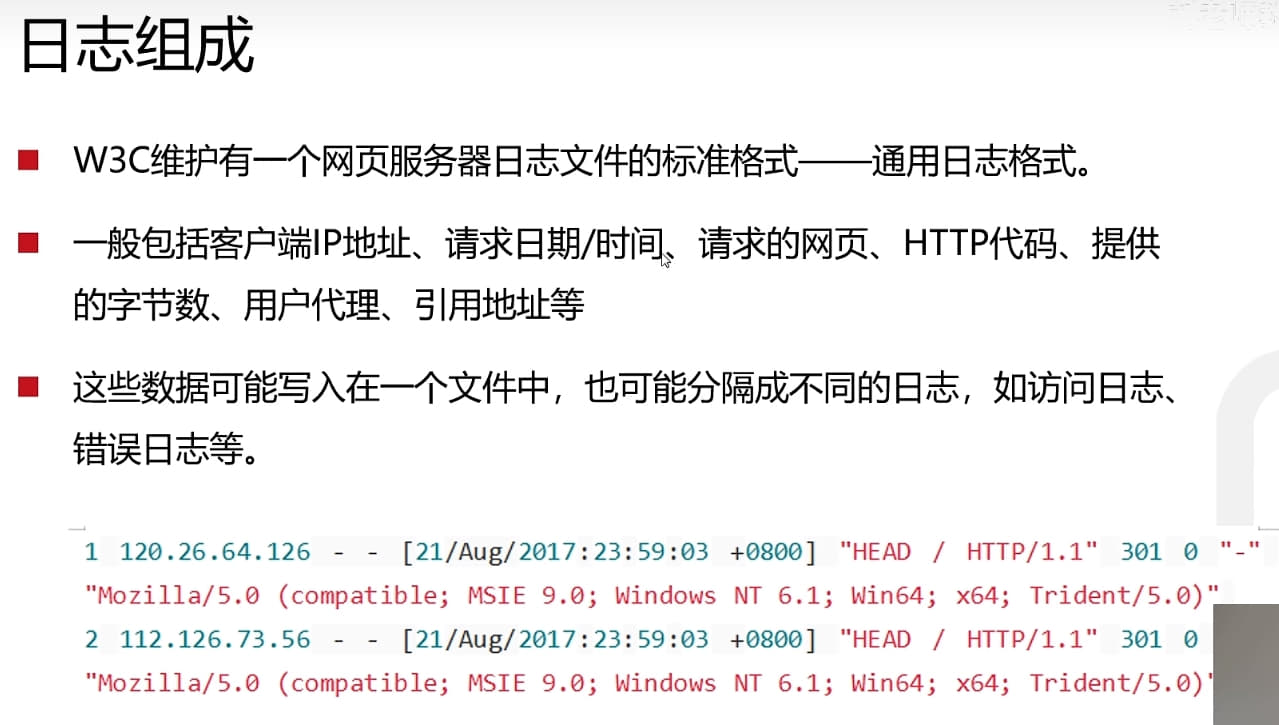 日志组成
W3C维护有一个网页服务器日志文件的标准格式——通用日志格式。
一般包括客户端IP地址、请求日期/时间、请求的网页、HTTP代码、提供
的字节数、用户代理、引用地址等
这些数据可能写入在一个文件中，也可能分隔成不同的日志，如访问日志、
错误日志等。
1 120.26.64.126 - - [21/Aug/2017:23:59:03 +0800] "HEAD / HTTP/1.1" 301 0 "-"
"Mozilla/5.0 (compatible; MSIE 9.0; Windows NT 6.1; Win64; x64; Trident/5.0)"
2 112.126.73.56 - - [21/Aug/2017:23:59:03 +0800] "HEAD / HTTP/1.1" 301 0
"Mozilla/5.0 (compatible; MSIE 9.0; Windows NT 6.1; Win64; x64; Trident/5.0)"